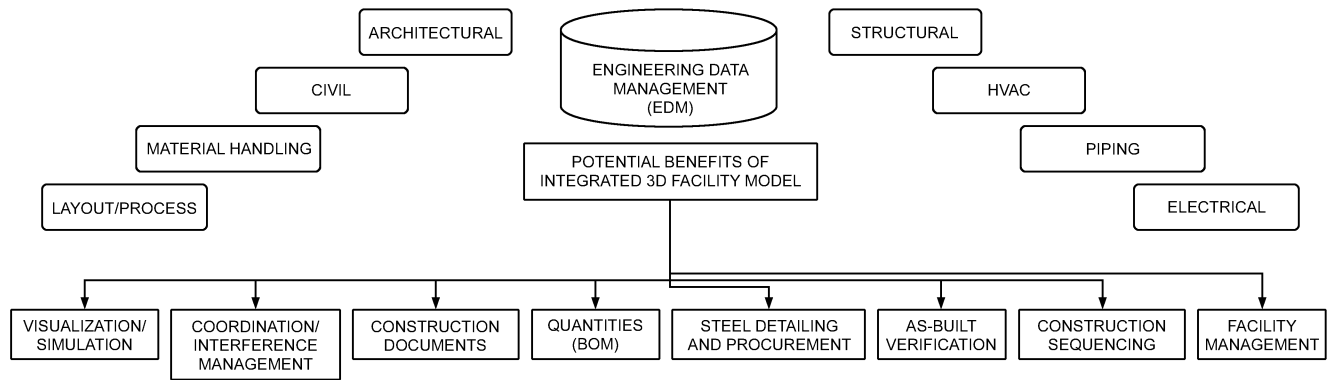 ARCHITECTURAL
STRUCTURAL
ENGINEERING DATA
MANAGEMENT
(EDM)
CIVIL
HVAC
MATERIAL HANDLING
PIPING
POTENTIAL BENEFITS OF
INTEGRATED 3D FACILITY MODEL
LAYOUT/PROCESS
ELECTRICAL
VISUALIZATION/
SIMULATION
COORDINATION/
INTERFERENCE
MANAGEMENT
CONSTRUCTION
DOCUMENTS
QUANTITIES
(BOM)
STEEL DETAILING
AND PROCUREMENT
AS-BUILT
VERIFICATION
CONSTRUCTION
SEQUENCING
FACILITY
MANAGEMENT